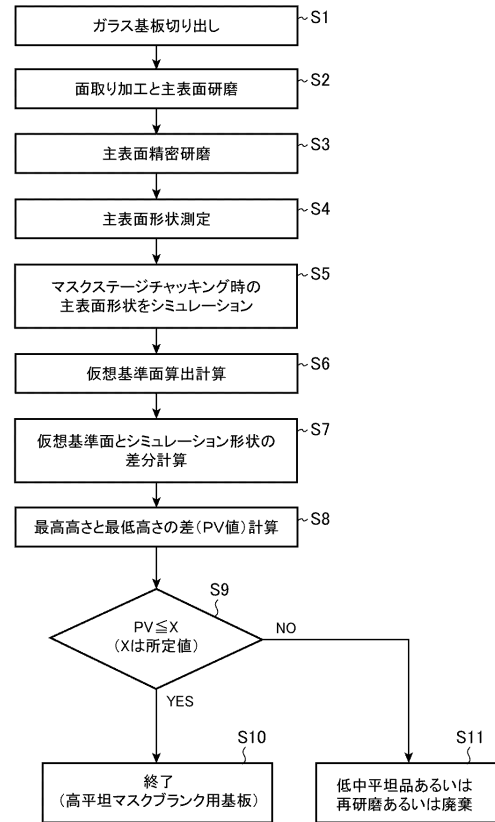 ガラス基板切り出し
S1
面取り加工と主表面研磨
S2
主表面精密研磨
S3
主表面形状測定
S4
マスクステージチャッキング時の
主表面形状をシミュレーション
S5
仮想基準面算出計算
S6
仮想基準面とシミュレーション形状の
差分計算
S7
最高高さと最低高さの差(PV値)計算
S8
S9
PV≦X
(Xは所定値)
NO
YES
S10
終了
(高平坦マスクブランク用基板)
S11
低中平坦品あるいは
再研磨あるいは廃棄